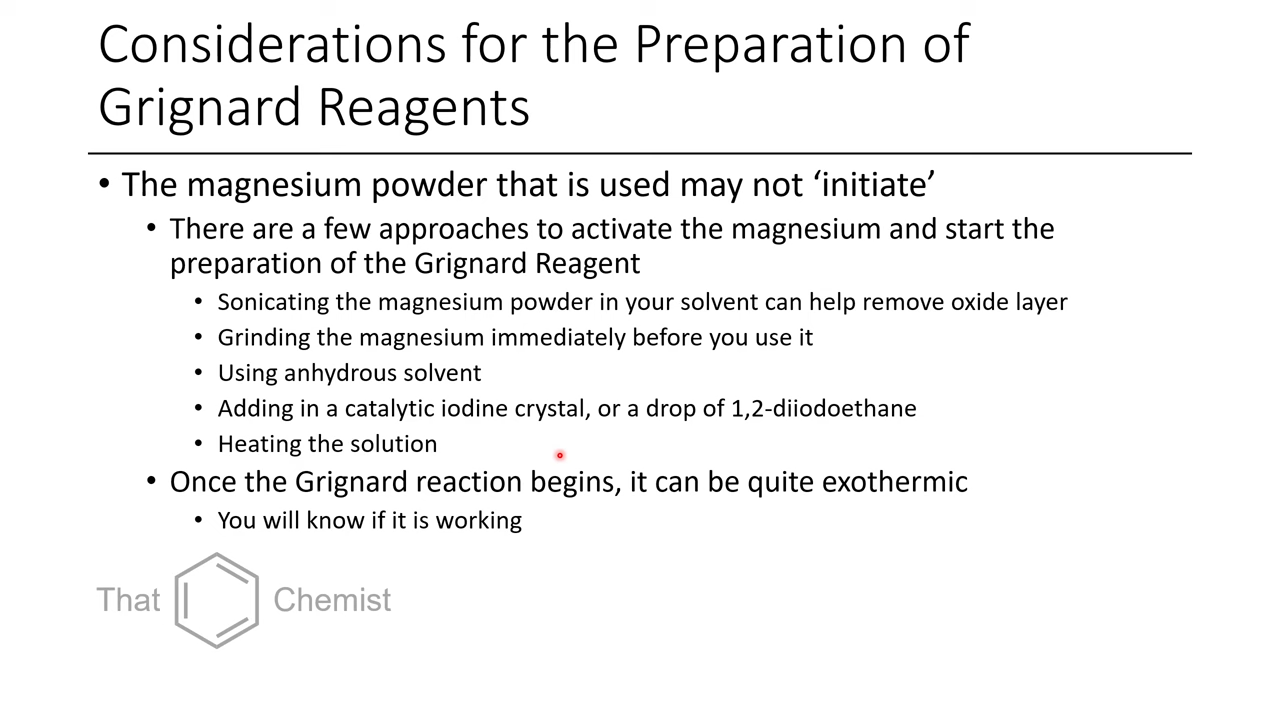 Considerations for the Preparation of
Grignard Reagents
• The magnesium powder that is used may not ‘initiate’
• There are a few approaches to activate the magnesium and start the
preparation of the Grignard Reagent
• Sonicating the magnesium powder in your solvent can help remove oxide layer
• Grinding the magnesium immediately before you use it
• Using anhydrous solvent
• Adding in a catalytic iodine crystal, or a drop of 1,2-diiodoethane
• Heating the solution
• Once the Grignard reaction begins, it can be quite exothermic
• You will know if it is working
That Chemist